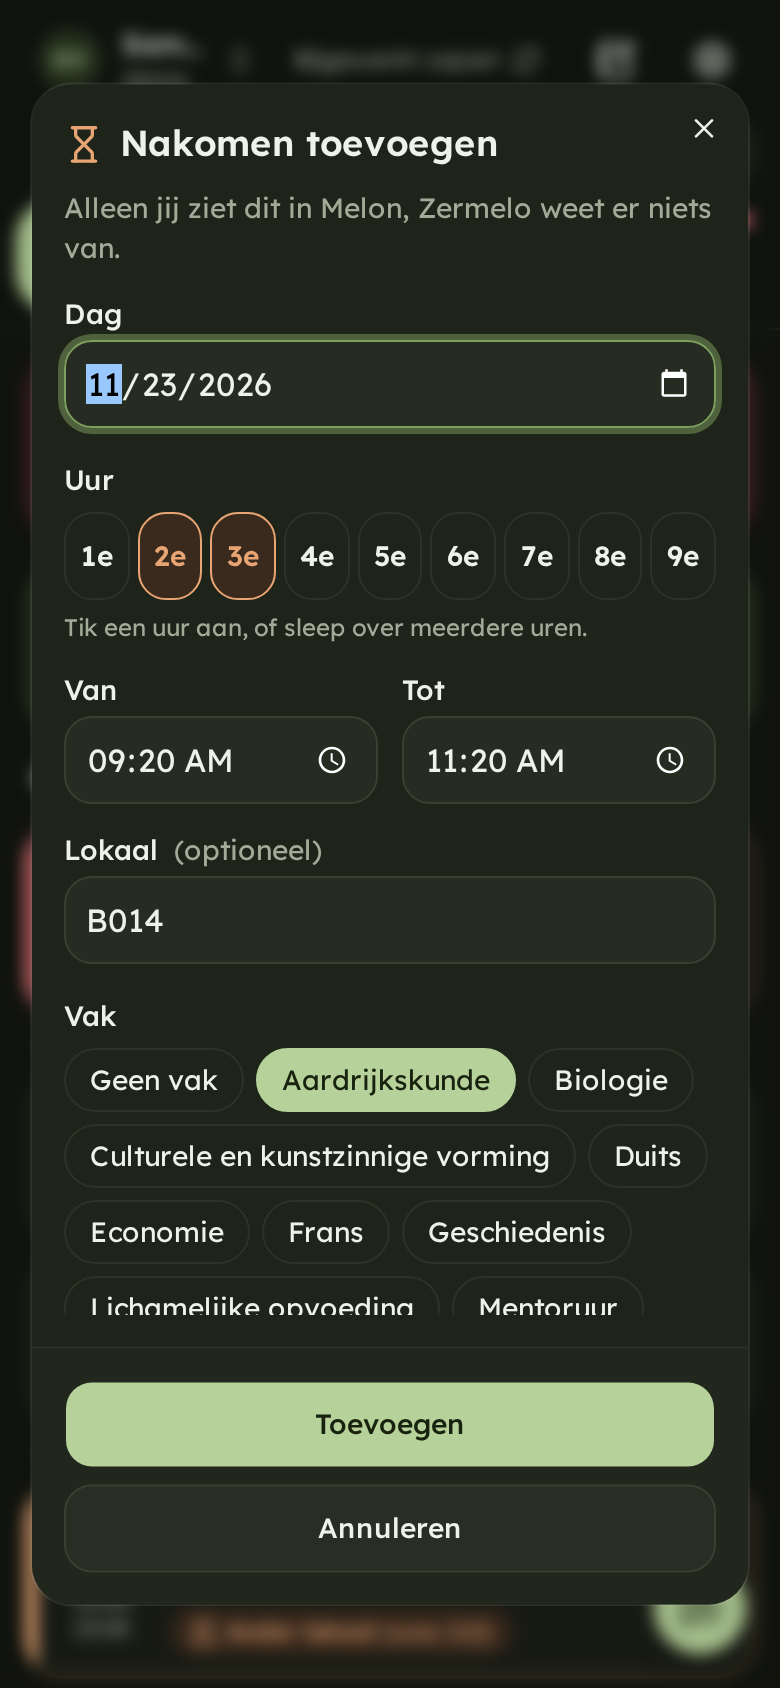 Nakomen toevoegen
Alleen jij ziet dit in Melon, Zermelo weet er niets
van.
Dag
11/23/2026
Uur
1e 2e 3e 4e 5e 6e 7e 8e 9e
Tik een uur aan, of sleep over meerdere uren.
Van Tot
09:20 AM 11:20 AM
Lokaal (optioneel)
B014
Vak
Geen vak Aardrijkskunde Biologie
Culturele en kunstzinnige vorming Duits
Economie Frans Geschiedenis
Lichamelijke opvoeding Mentoruur
Toevoegen
Annuleren